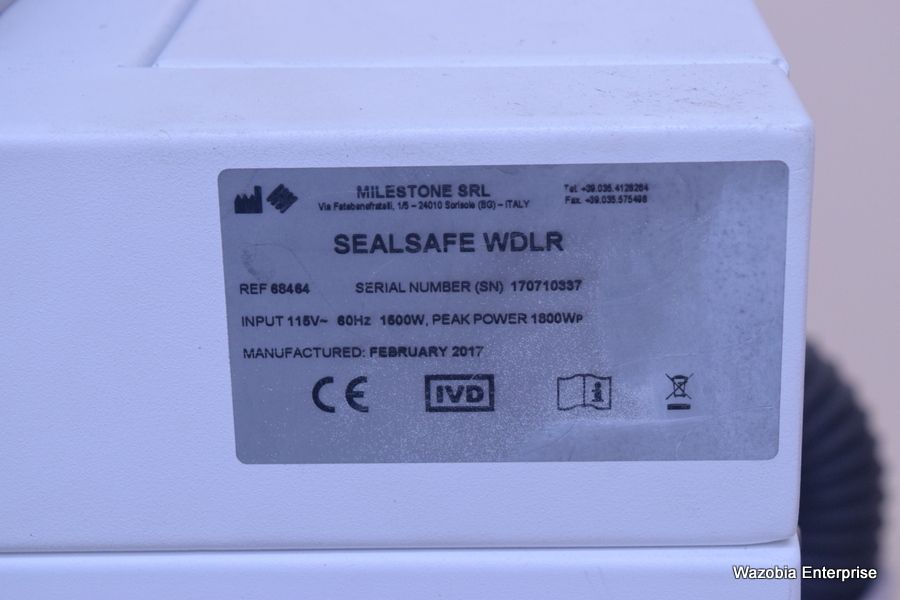 MILESTONE SRL
Via Fatebenefratelli, 1/5 – 24010 Sorisole (BG) – ITALY
Tel. +39.035.4128264
Fax. +39.035.575498
SEALSAFE WDLR
REF 68464 SERIAL NUMBER (SN) 170710337
INPUT 115V~ 60Hz 1500W, PEAK POWER 1800Wp
MANUFACTURED: FEBRUARY 2017
CE IVD i
Wazobia Enterprise